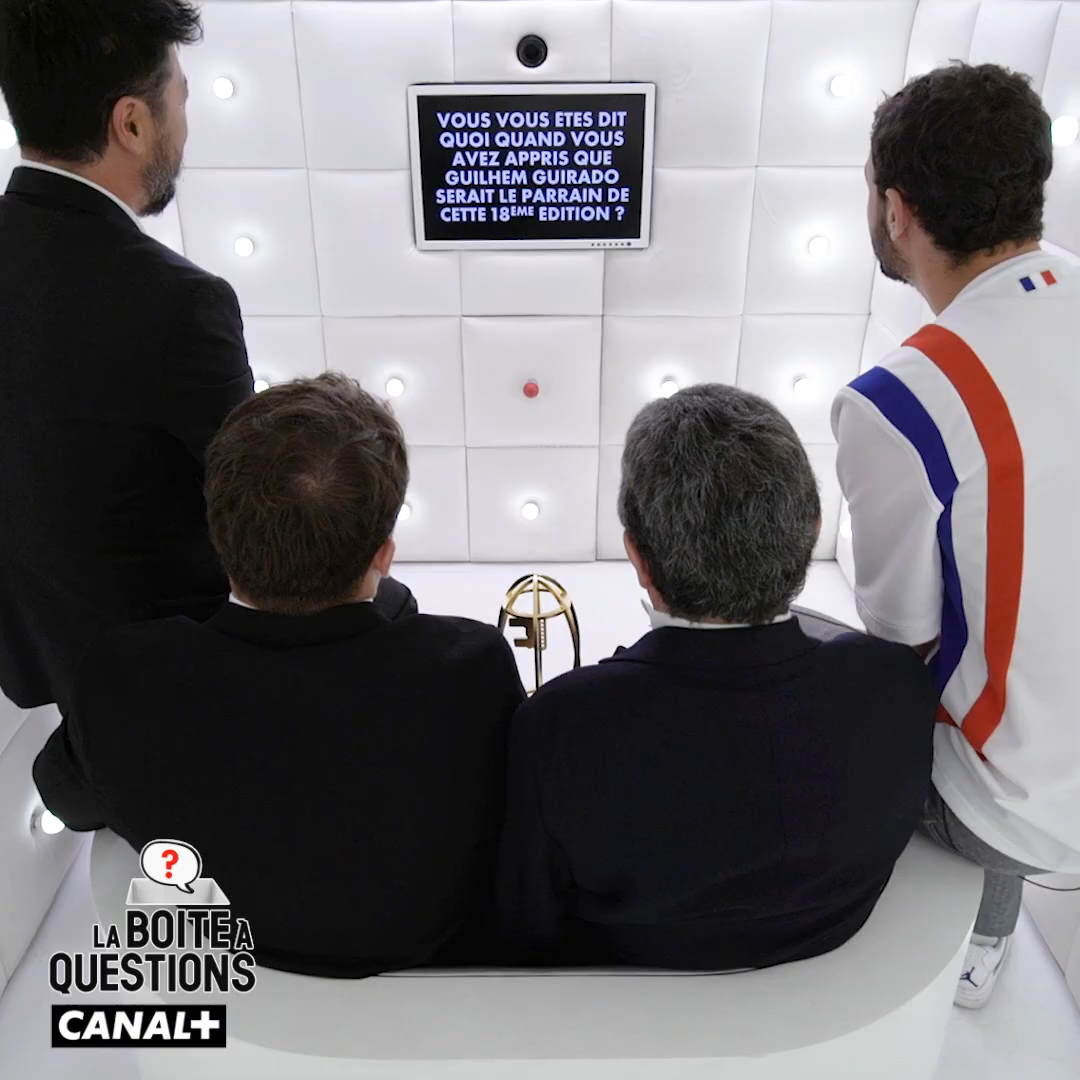 VOUS VOUS ETES DIT
QUOI QUAND VOUS
AVEZ APPRIS QUE
GUILHEM GUIRADO
SERAIT LE PARRAIN DE
CETTE 18ÈME EDITION ?
?
LA BOITE À
QUESTIONS
CANAL+